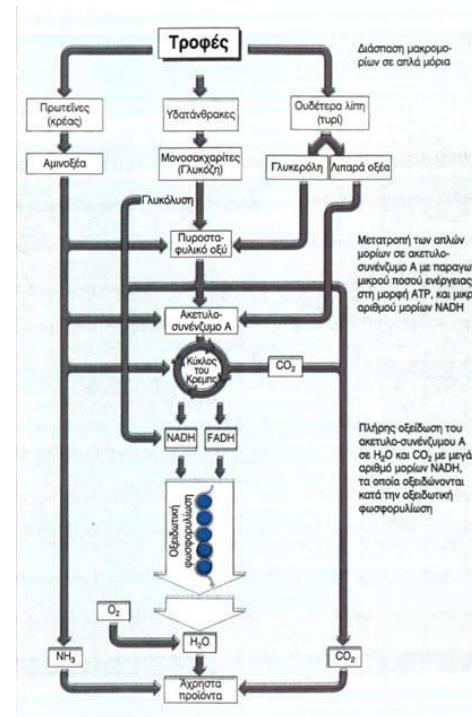 Τροφές
Διάσπαση μακρομο-
ρίων σε απλά μόρια
Πρωτεΐνες
(κρέας)
Υδατάνθρακες
Ουδέτερα λίπη
(τυρί)
Αμινοξέα
Μονοσακχαρίτες
(Γλυκόζη)
Γλυκερόλη
Λιπαρά οξέα
Γλυκόλυση
Πυροστα-
φυλικό οξύ
Μετατροπή των απλών
μορίων σε ακετυλο-
συνένζυμο Α με παραγω
μικρού ποσού ενέργειας
στη μορφή ATP, και μικρ
αριθμού μορίων NADH
Ακετυλο-
συνένζυμο Α
Κύκλος
του
Κρεμπς
CO₂
NADH
FADH
Πλήρης οξείδωση του
ακετυλο-συνένζυμου Α
σε H₂O και CO₂ με μεγά
αριθμό μορίων NADH,
τα οποία οξειδώνονται
κατά την οξειδωτική
φωσφορυλίωση
Οξειδωτική
φωσφορυλίωση
O₂
H₂O
NH₃
CO₂
Άχρηστα
προϊόντα